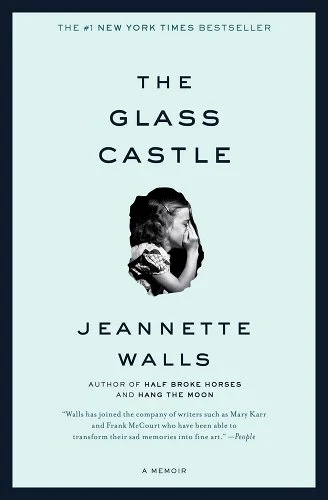 THE #1 NEW YORK TIMES BESTSELLER
THE
GLASS
CASTLE
JEANNETTE
WALLS
AUTHOR OF HALF BROKE HORSES
AND HANG THE MOON
“Walls has joined the company of writers such as Mary Karr
and Frank McCourt who have been able to
transform their sad memories into fine art.” —People
A MEMOIR